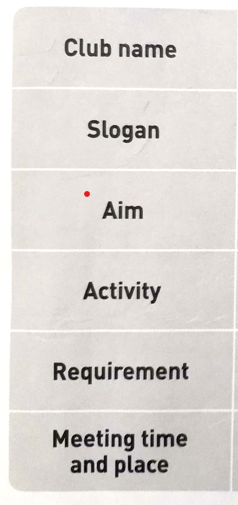 Club name
Slogan
Aim
Activity
Requirement
Meeting time
and place